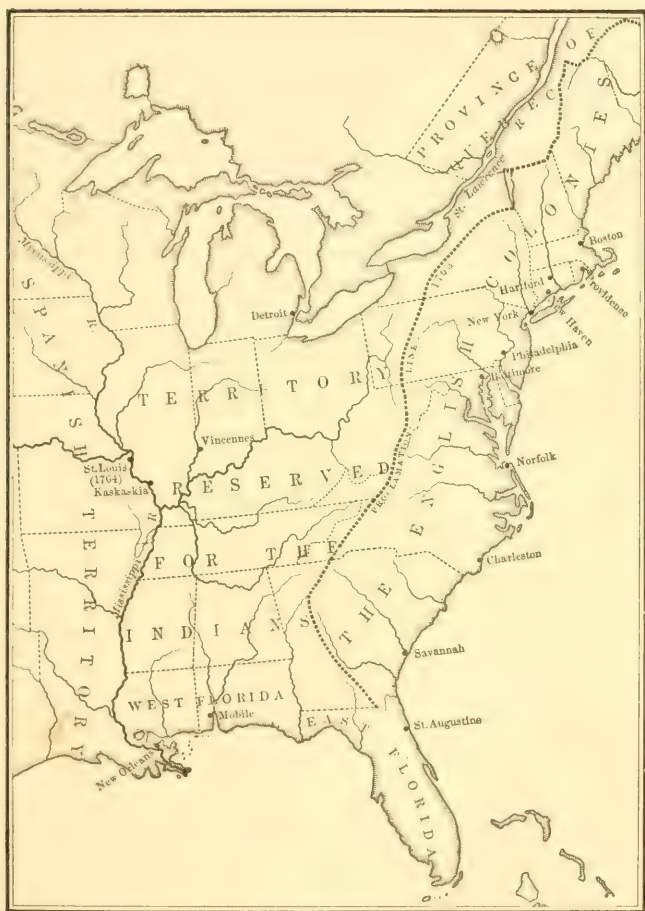 PROVINCE OF
QUEBEC
St. Lawrence
THE ENGLISH COLONIES
Boston
Providence
Hartford
New Haven
New York
Philadelphia
Baltimore
Norfolk
Charleston
Savannah
St. Augustine
PROCLAMATION LINE 1763
Detroit
TERRITORY
Vincennes
RESERVED
FOR THE
INDIANS
St. Louis
(1764)
Kaskaskia
Mississippi
R
Mississippi R
SPANISH TERRITORY
WEST FLORIDA
Mobile
EAST FLORIDA
New Orleans